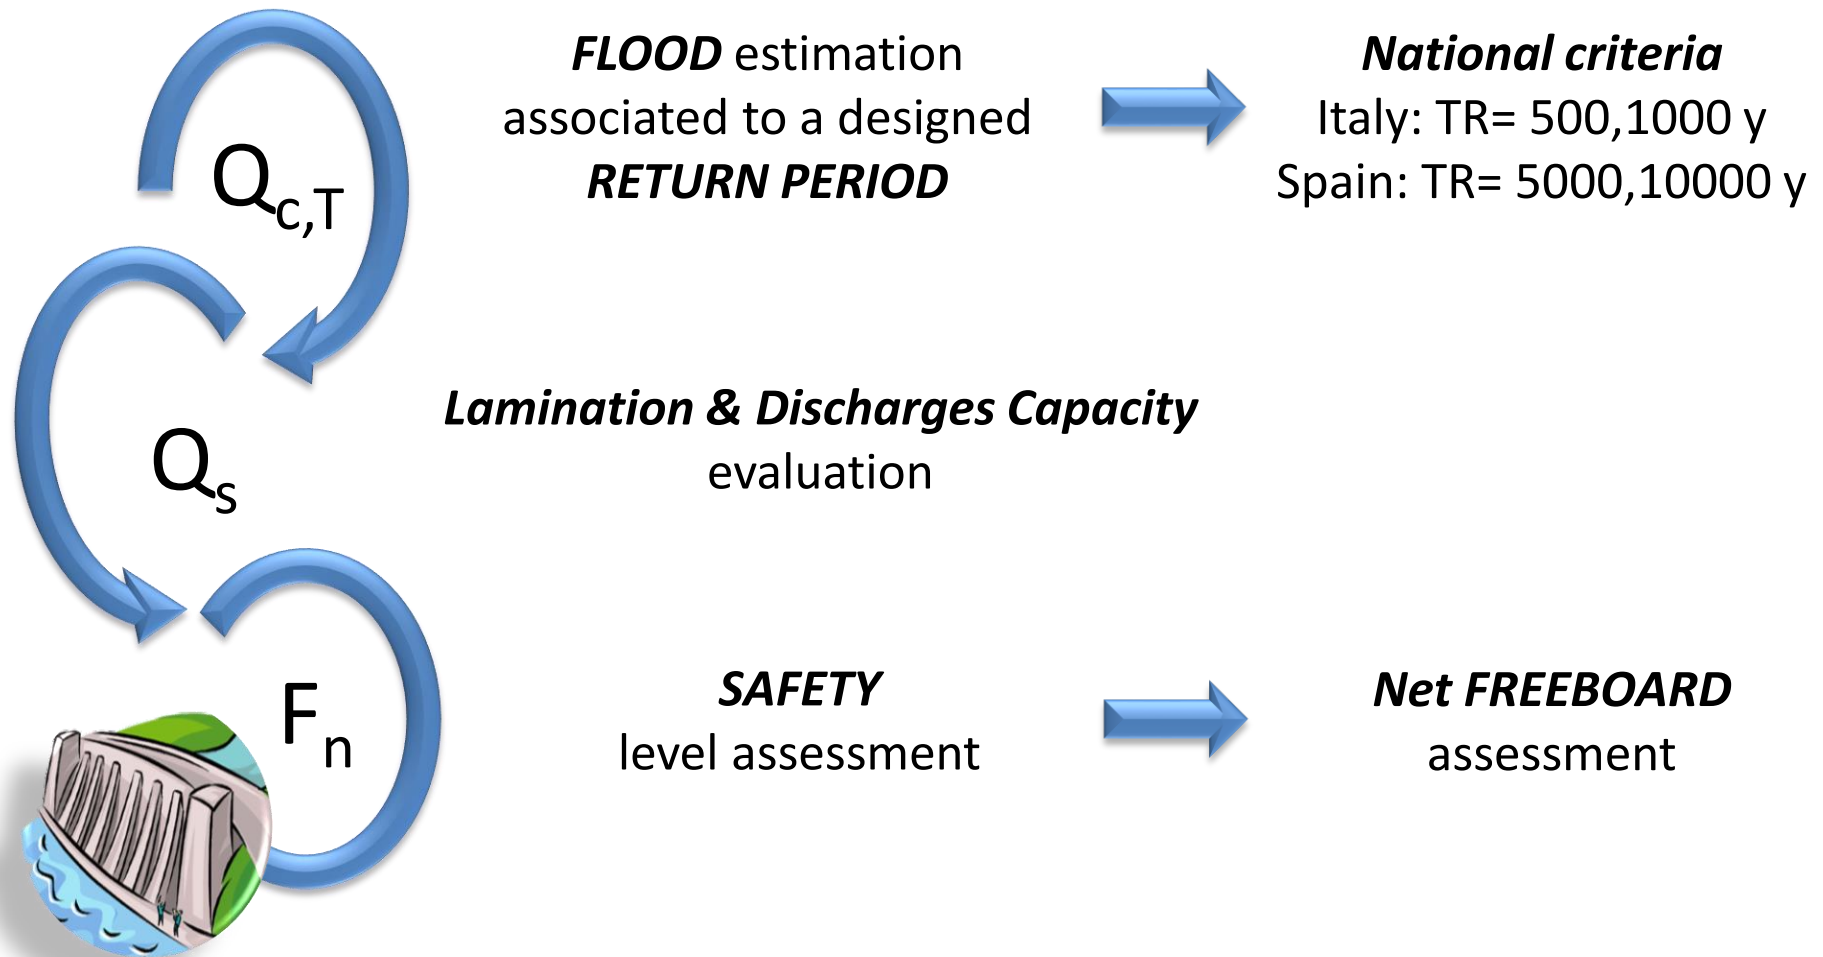 FLOOD estimation
associated to a designed
RETURN PERIOD
National criteria
Italy: TR= 500,1000 y
Spain: TR= 5000,10000 y
Qc,T
Lamination & Discharges Capacity
evaluation
Qs
SAFETY
level assessment
Net FREEBOARD
assessment
Fn